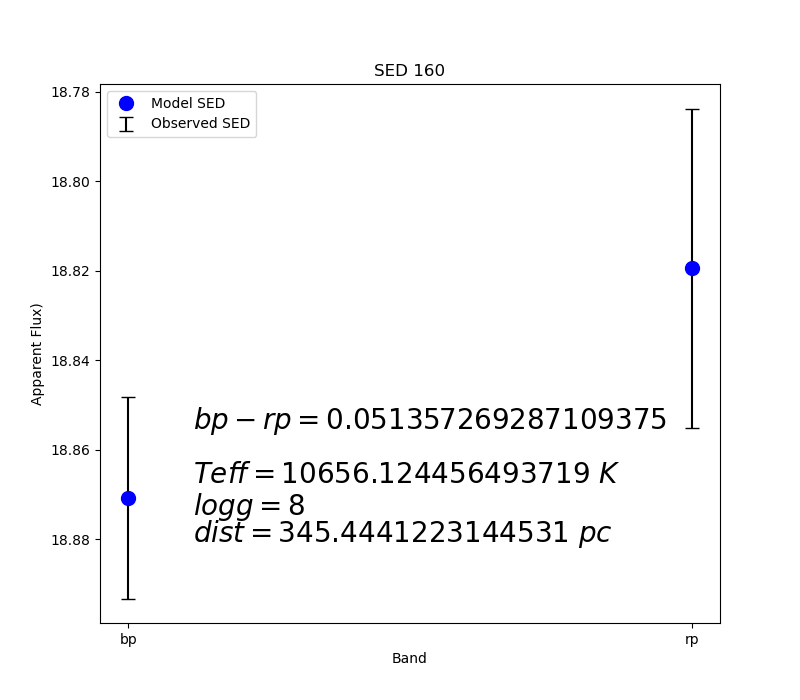 SED 160
Model SED
Observed SED
18.78
18.80
18.82
18.84
18.86
18.88
Apparent Flux)
bp − rp = 0.051357269287109375
Teff = 10656.124456493719 K
logg = 8
dist = 345.4441223144531 pc
bp
rp
Band